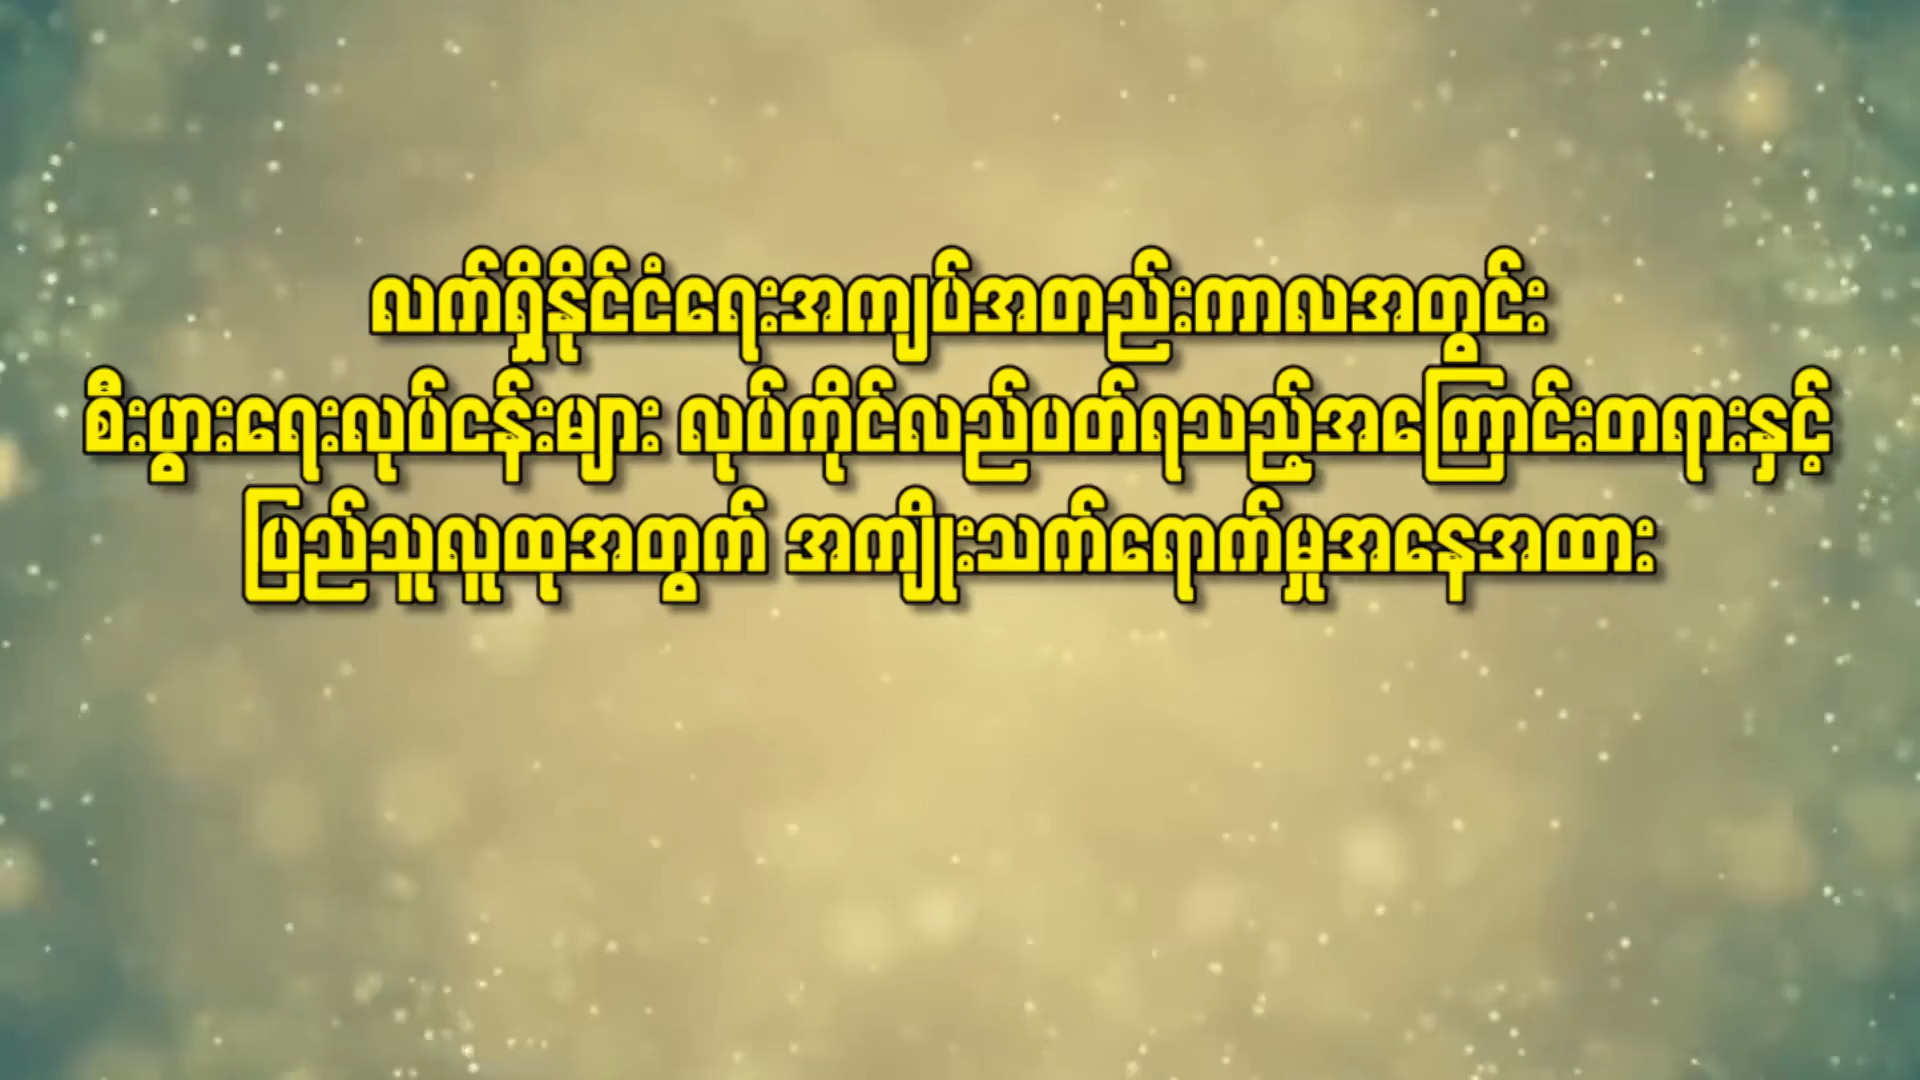 လက်ရှိနိုင်ငံရေးအကျပ်အတည်းကာလအတွင်း
စီးပွားရေးလုပ်ငန်းများ လုပ်ကိုင်လည်ပတ်ရသည့်အကြောင်းတရားနှင့်
ပြည်သူလူထုအတွက် အကျိုးသက်ရောက်မှုအနေအထား